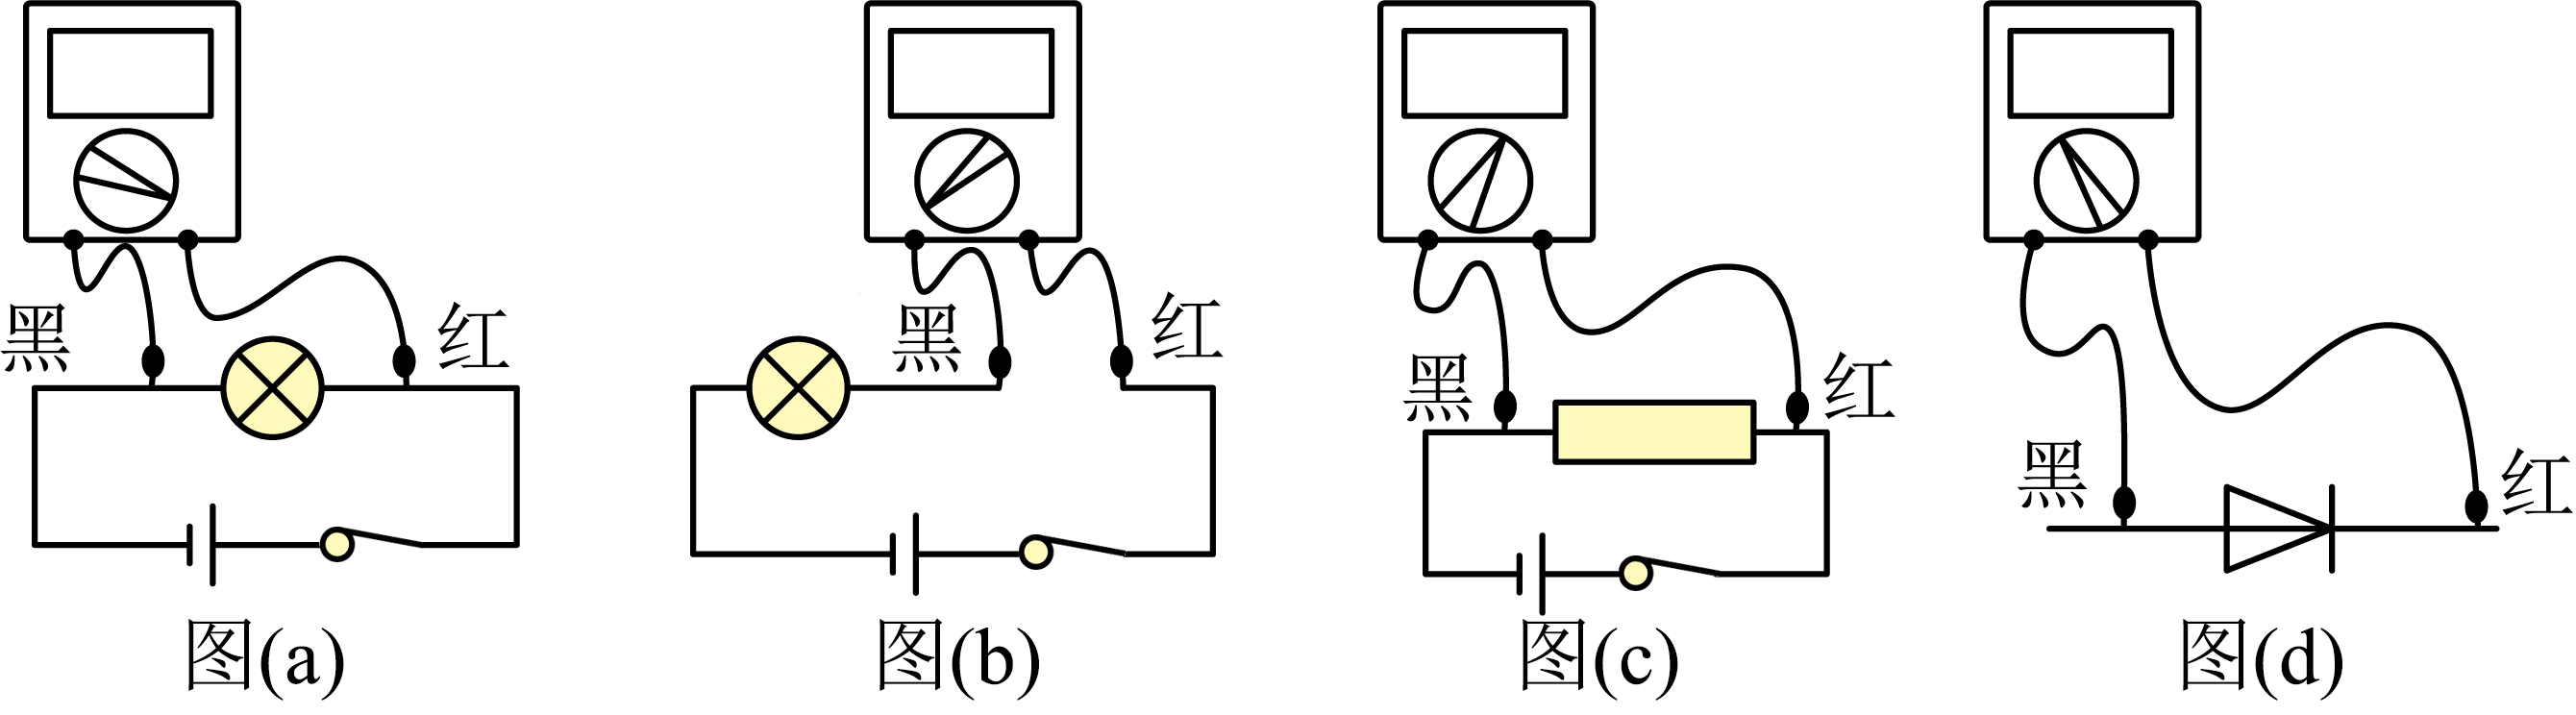 黑 红
黑 红
黑 红
黑 红
图(a)
图(b)
图(c)
图(d)